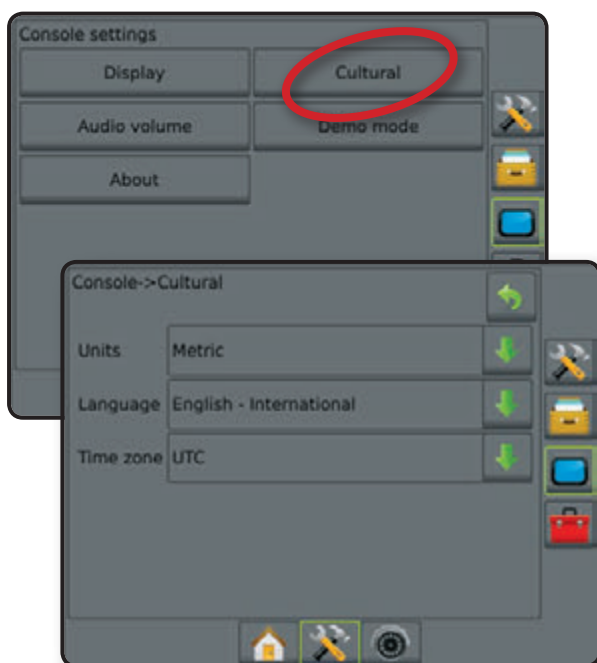 Console settings
Display Cultural
Audio volume Demo mode
About
Console->Cultural
Units Metric
Language English - International
Time zone UTC